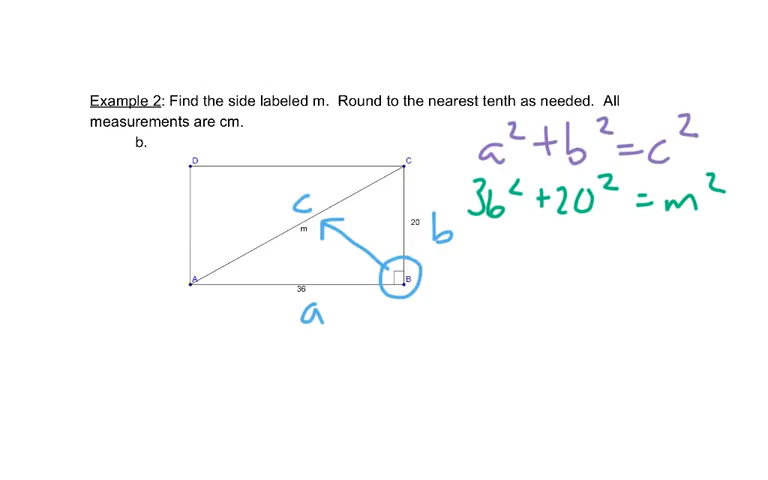 Example 2: Find the side labeled m. Round to the nearest tenth as needed. All
measurements are cm.
b.
a² + b² = c²
36² + 20² = m²
D
C
c
m
20
b
A
B
36
a